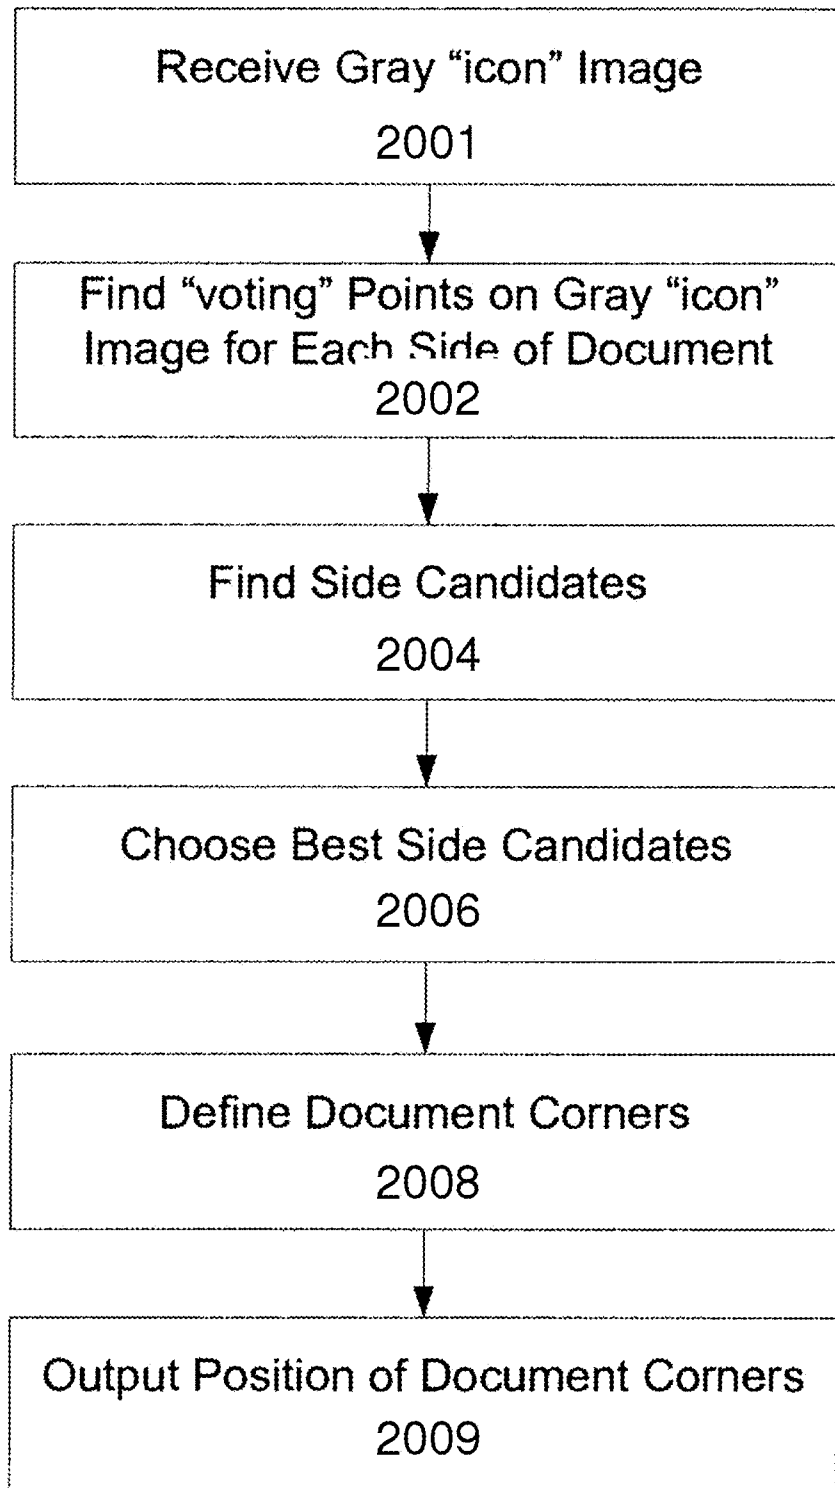 Receive Gray “icon” Image
2001
Find “voting” Points on Gray “icon”
Image for Each Side of Document
2002
Find Side Candidates
2004
Choose Best Side Candidates
2006
Define Document Corners
2008
Output Position of Document Corners
2009